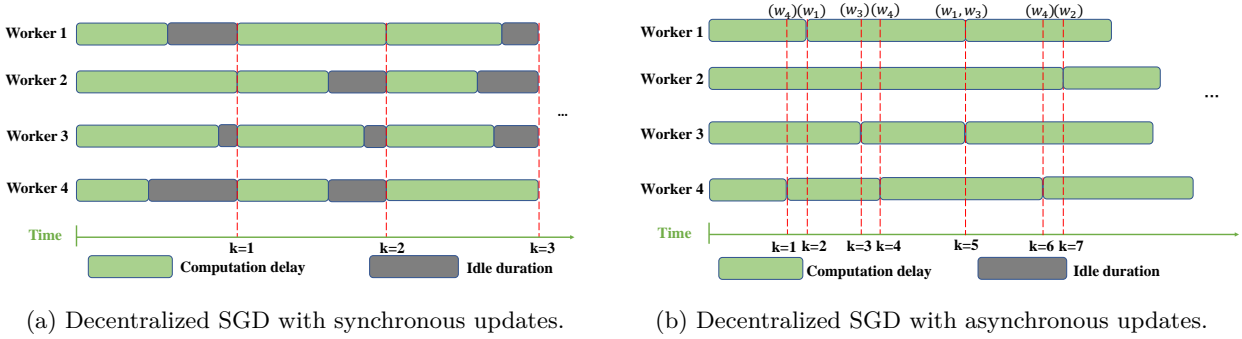 Worker 1
Worker 2
Worker 3
Worker 4
...
Time
k=1
k=2
k=3
Computation delay
Idle duration
(a) Decentralized SGD with synchronous updates.
(w₄)(w₁) (w₃)(w₄) (w₁, w₃) (w₄)(w₂)
Worker 1
Worker 2
Worker 3
Worker 4
...
Time
k=1 k=2 k=3 k=4 k=5 k=6 k=7
Computation delay
Idle duration
(b) Decentralized SGD with asynchronous updates.